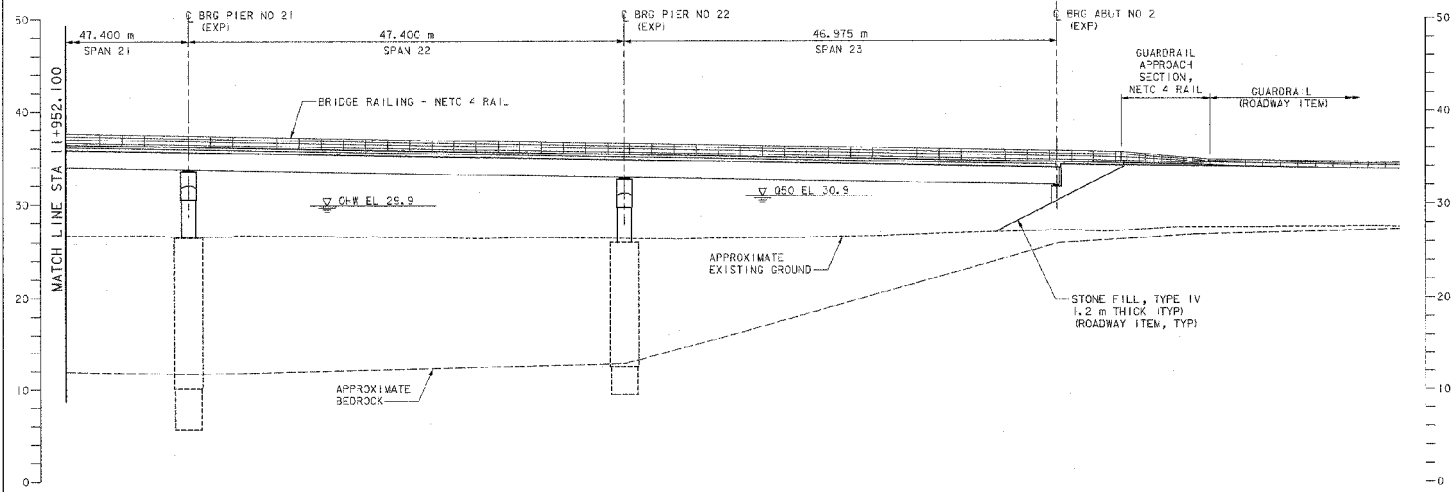 50
℄ BRG PIER NO 21
(EXP)
℄ BRG PIER NO 22
(EXP)
℄ BRG ABUT NO 2
(EXP)
50
47.400 m
SPAN 21
47.400 m
SPAN 22
46.975 m
SPAN 23
GUARDRAIL
APPROACH
SECTION,
NETC 4 RAIL
GUARDRAIL
(ROADWAY ITEM)
MATCH LINE STA 11+952.100
BRIDGE RAILING - NETC 4 RAIL
40
40
OHW EL 29.9
Q50 EL 30.9
30
30
APPROXIMATE
EXISTING GROUND
STONE FILL, TYPE IV
1.2 m THICK (TYP)
(ROADWAY ITEM, TYP)
20
20
APPROXIMATE
BEDROCK
10
10
0
0